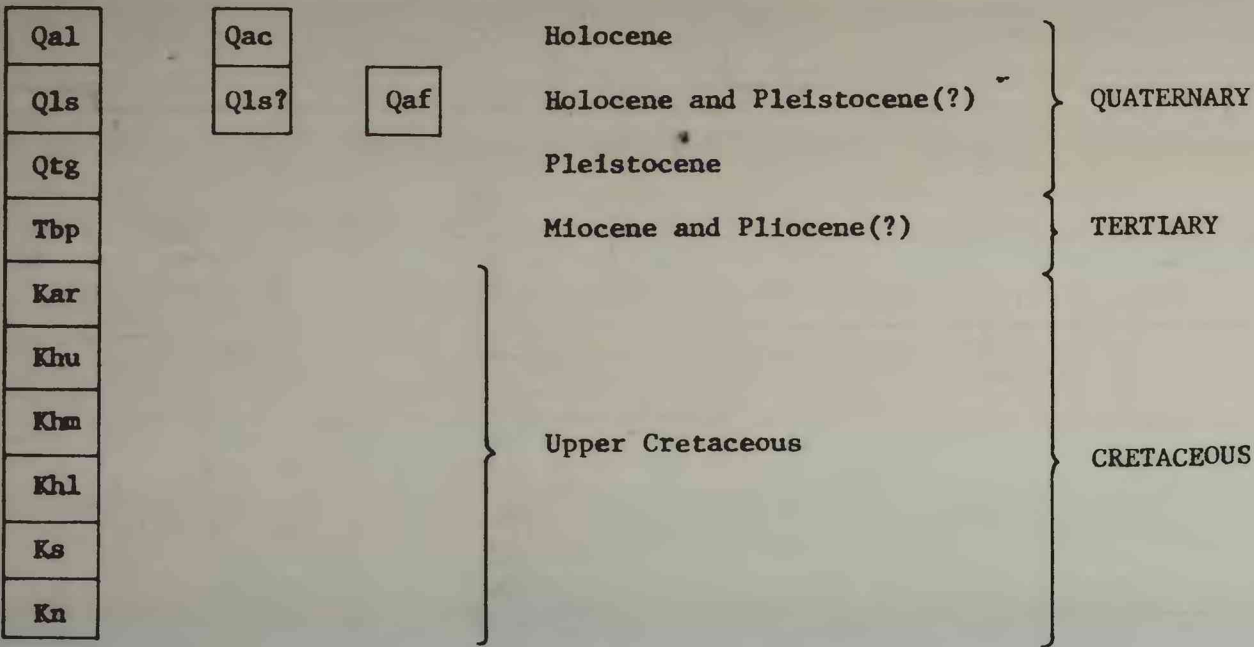 Qal Qac Holocene
Qls Qls? Qaf Holocene and Pleistocene(?) QUATERNARY
Qtg Pleistocene
Tbp Miocene and Pliocene(?) TERTIARY
Kar
Khu
Khm
Upper Cretaceous CRETACEOUS
Khl
Ks
Kn